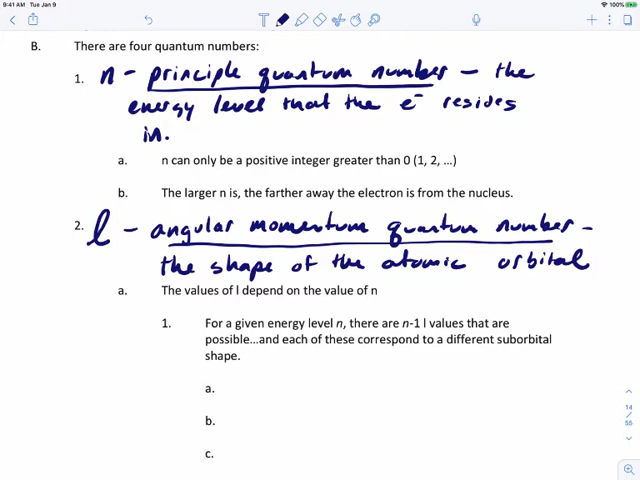 9:41 AM Tue Jan 9
100%
B. There are four quantum numbers:
1. n - principle quantum number - the
energy level that the e⁻ resides
in.
a. n can only be a positive integer greater than 0 (1, 2, …)
b. The larger n is, the farther away the electron is from the nucleus.
2. l - angular momentum quantum number -
the shape of the atomic orbital
a. The values of l depend on the value of n
1. For a given energy level n, there are n-1 l values that are
possible…and each of these correspond to a different suborbital
shape.
a.
b.
c.
14
/
55